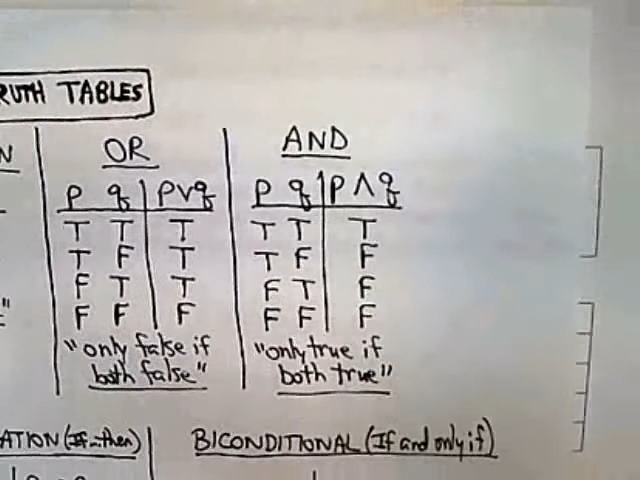 RUTH TABLES
N
OR
AND
p q p∨q
T T T
T F T
F T T
F F F
"only false if
both false"
p q p∧q
T T T
T F F
F T F
F F F
"only true if
both true"
"
ATION (If...then)
BICONDITIONAL (If and only if)